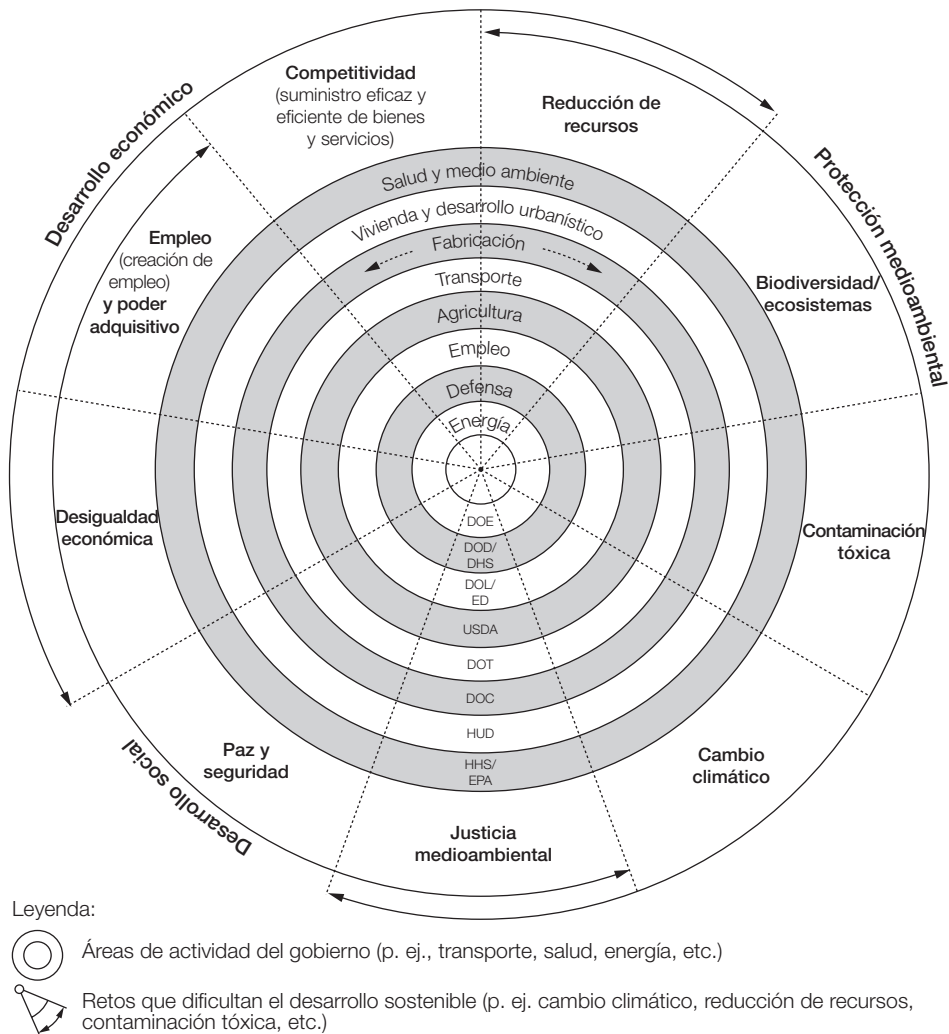 Desarrollo económico
Protección medioambiental
Desarrollo social
Competitividad
(suministro eficaz y
eficiente de bienes
y servicios)
Reducción de
recursos
Empleo
(creación de
empleo)
y poder
adquisitivo
Biodiversidad/
ecosistemas
Desigualdad
económica
Contaminación
tóxica
Paz y
seguridad
Cambio
climático
Justicia
medioambiental
Salud y medio ambiente
Vivienda y desarrollo urbanístico
Fabricación
Transporte
Agricultura
Empleo
Defensa
Energía
DOE
DOD/
DHS
DOL/
ED
USDA
DOT
DOC
HUD
HHS/
EPA
Leyenda:
Áreas de actividad del gobierno (p. ej., transporte, salud, energía, etc.)
Retos que dificultan el desarrollo sostenible (p. ej. cambio climático, reducción de recursos,
contaminación tóxica, etc.)